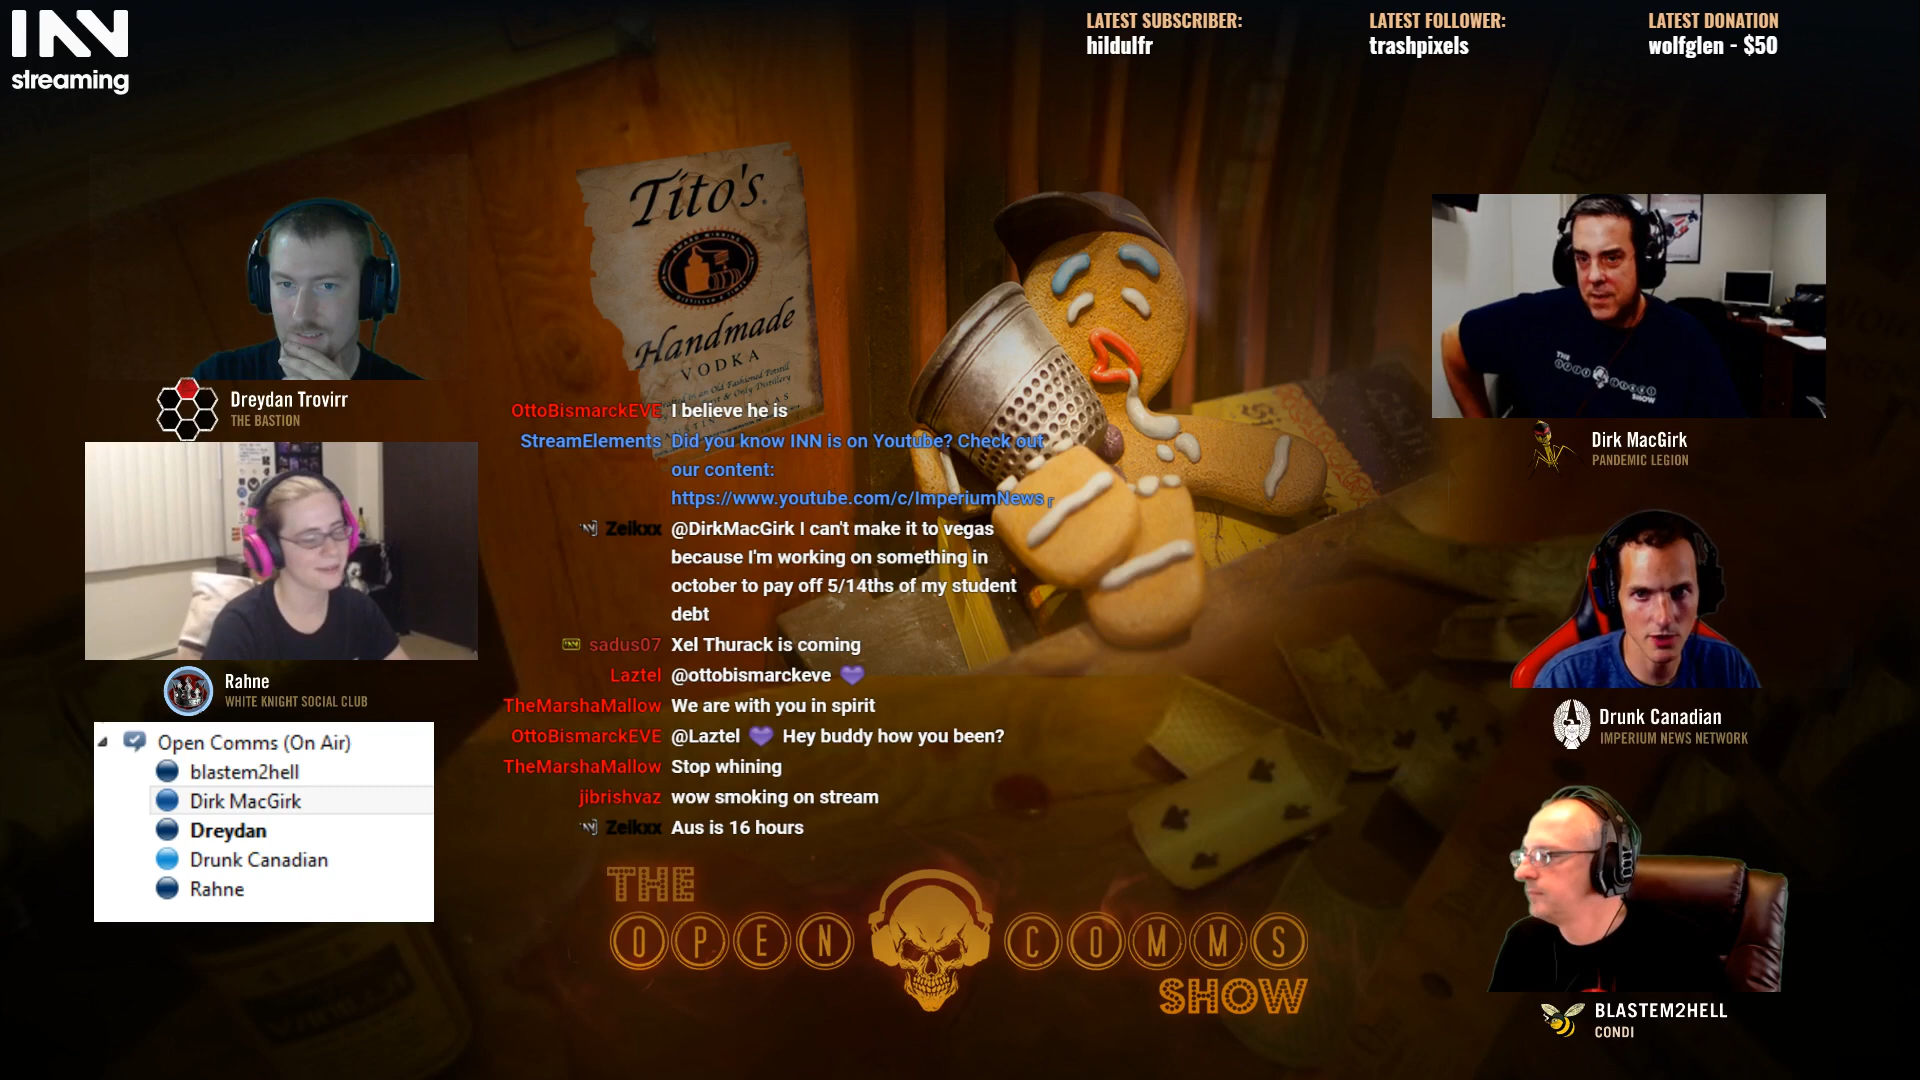 INN
streaming
LATEST SUBSCRIBER:
hildulfr
LATEST FOLLOWER:
trashpixels
LATEST DONATION
wolfglen - $50
Tito's
Handmade
VODKA
Dreydan Trovirr
THE BASTION
Rahne
WHITE KNIGHT SOCIAL CLUB
Open Comms (On Air)
blastem2hell
Dirk MacGirk
Dreydan
Drunk Canadian
Rahne
OttoBismarckEVE I believe he is
StreamElements Did you know INN is on Youtube? Check out
our content:
https://www.youtube.com/c/ImperiumNews
Zeikxx @DirkMacGirk I can't make it to vegas
because I'm working on something in
october to pay off 5/14ths of my student
debt
sadus07 Xel Thurack is coming
Laztel @ottobismarckeve 💜
TheMarshaMallow We are with you in spirit
OttoBismarckEVE @Laztel 💜 Hey buddy how you been?
TheMarshaMallow Stop whining
jibrishvaz wow smoking on stream
Zeikxx Aus is 16 hours
THE
OPEN COMMS
SHOW
Dirk MacGirk
PANDEMIC LEGION
Drunk Canadian
IMPERIUM NEWS NETWORK
BLASTEM2HELL
CONDI